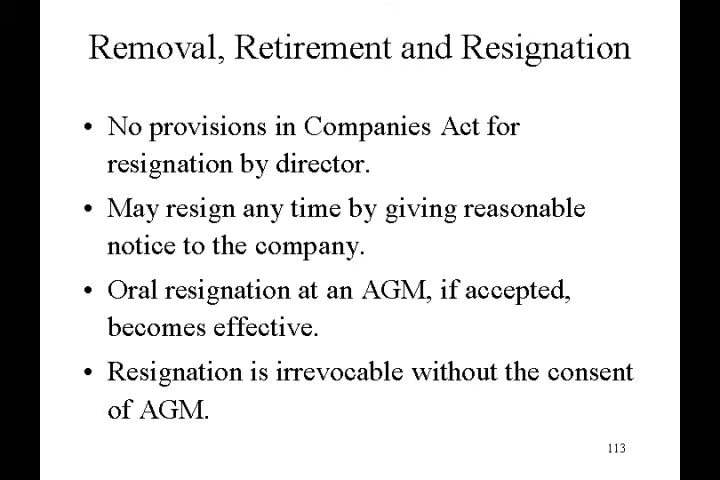 Removal, Retirement and Resignation
• No provisions in Companies Act for
resignation by director.
• May resign any time by giving reasonable
notice to the company.
• Oral resignation at an AGM, if accepted,
becomes effective.
• Resignation is irrevocable without the consent
of AGM.
113